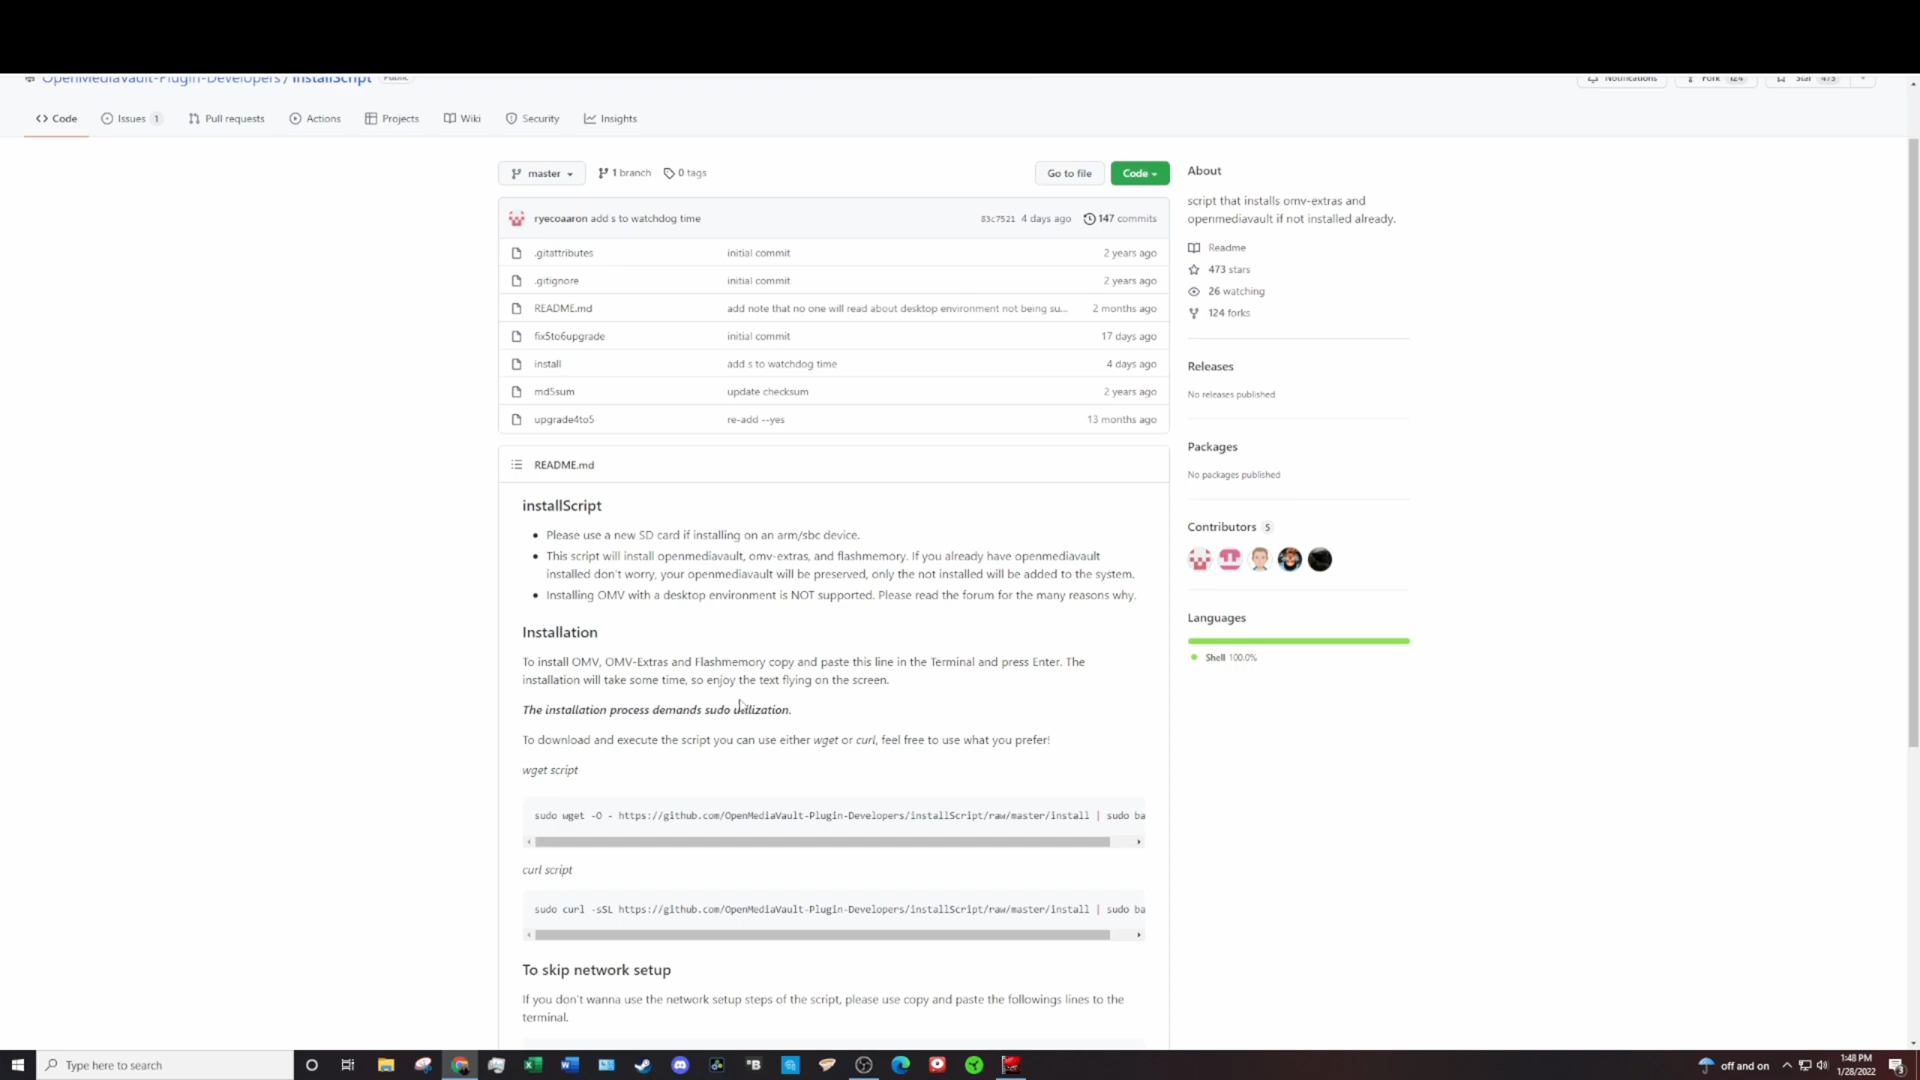 OpenMediaVault-Plugin-Developers / installScript Public
Notifications Fork 124 Star 473
Code Issues 1 Pull requests Actions Projects Wiki Security Insights
master 1 branch 0 tags Go to file Code
ryecoaaron add s to watchdog time 83c7521 4 days ago 147 commits
.gitattributes initial commit 2 years ago
.gitignore initial commit 2 years ago
README.md add note that no one will read about desktop environment not being su... 2 months ago
fix5to6upgrade initial commit 17 days ago
install add s to watchdog time 4 days ago
md5sum update checksum 2 years ago
upgrade4to5 re-add --yes 13 months ago
README.md
installScript
Please use a new SD card if installing on an arm/sbc device.
This script will install openmediavault, omv-extras, and flashmemory. If you already have openmediavault
installed don't worry, your openmediavault will be preserved, only the not installed will be added to the system.
Installing OMV with a desktop environment is NOT supported. Please read the forum for the many reasons why.
Installation
To install OMV, OMV-Extras and Flashmemory copy and paste this line in the Terminal and press Enter. The
installation will take some time, so enjoy the text flying on the screen.
The installation process demands sudo utilization.
To download and execute the script you can use either wget or curl, feel free to use what you prefer!
wget script
sudo wget -O - https://github.com/OpenMediaVault-Plugin-Developers/installScript/raw/master/install | sudo ba
curl script
sudo curl -sSL https://github.com/OpenMediaVault-Plugin-Developers/installScript/raw/master/install | sudo ba
To skip network setup
If you don't wanna use the network setup steps of the script, please use copy and paste the followings lines to the
terminal.
About
script that installs omv-extras and
openmediavault if not installed already.
Readme
473 stars
26 watching
124 forks
Releases
No releases published
Packages
No packages published
Contributors 5
Languages
Shell 100.0%
Type here to search
off and on
1:48 PM
1/28/2022
3